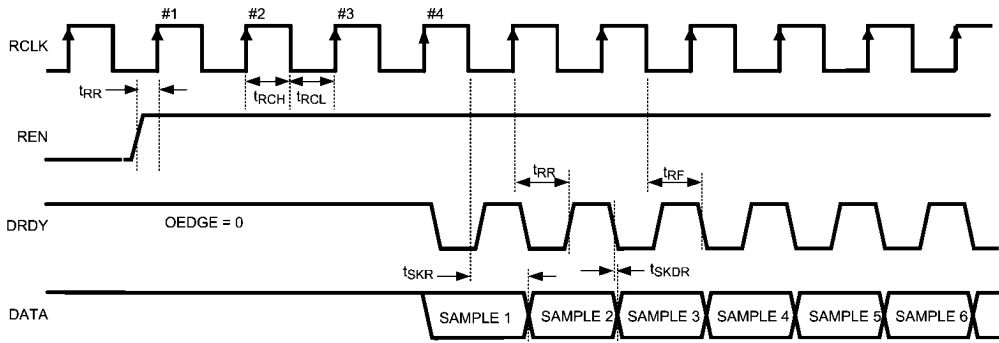 #1 #2 #3 #4
RCLK
tRR tRCH tRCL
REN
tRR tRF
DRDY OEDGE = 0
tSKR tSKDR
DATA SAMPLE 1 SAMPLE 2 SAMPLE 3 SAMPLE 4 SAMPLE 5 SAMPLE 6